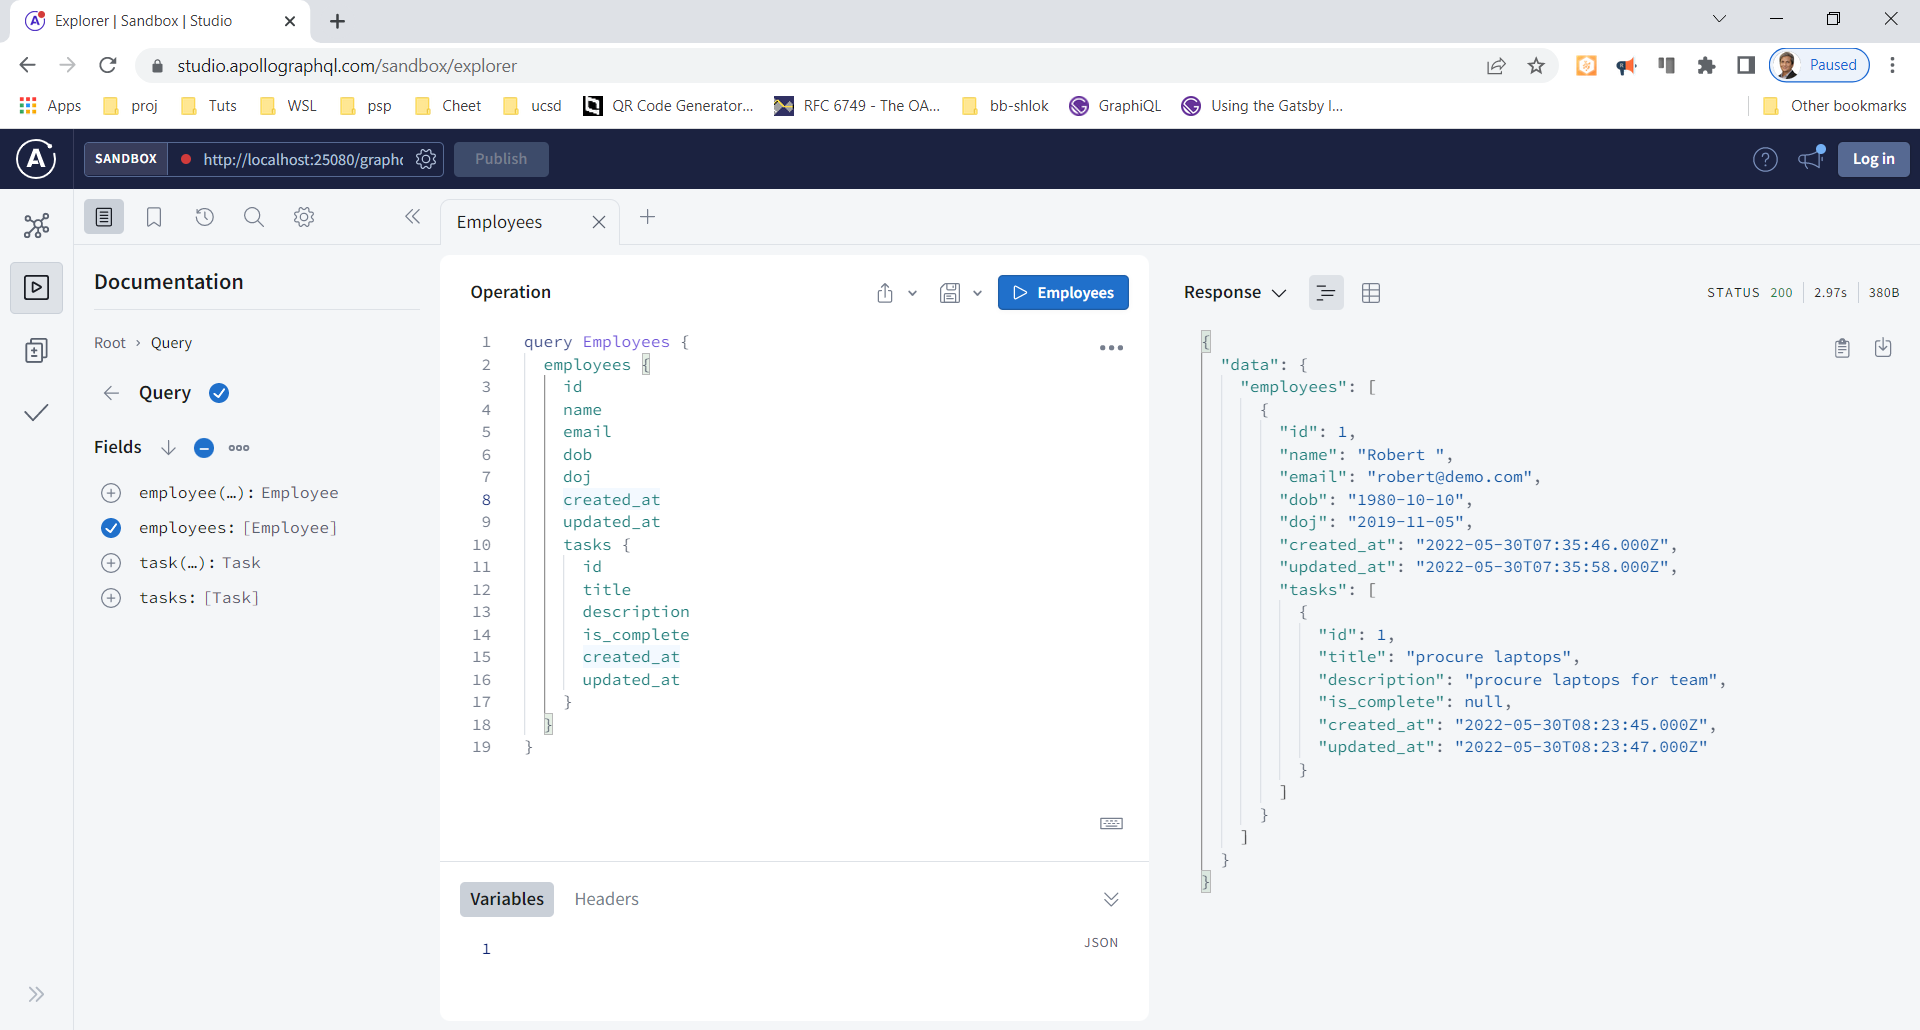 Explorer | Sandbox | Studio
studio.apollographql.com/sandbox/explorer
Paused
Apps proj Tuts WSL psp Cheet ucsd QR Code Generator... RFC 6749 - The OA... bb-shlok GraphiQL Using the Gatsby I... Other bookmarks
SANDBOX http://localhost:25080/graphq Publish Log in
Employees
Documentation
Root › Query
Query
Fields
employee(…): Employee
employees: [Employee]
task(…): Task
tasks: [Task]
Operation
Employees
1 query Employees {
2 employees {
3 id
4 name
5 email
6 dob
7 doj
8 created_at
9 updated_at
10 tasks {
11 id
12 title
13 description
14 is_complete
15 created_at
16 updated_at
17 }
18 }
19 }
Variables Headers
JSON
1
Response STATUS 200 2.97s 380B
{
"data": {
"employees": [
{
"id": 1,
"name": "Robert ",
"email": "robert@demo.com",
"dob": "1980-10-10",
"doj": "2019-11-05",
"created_at": "2022-05-30T07:35:46.000Z",
"updated_at": "2022-05-30T07:35:58.000Z",
"tasks": [
{
"id": 1,
"title": "procure laptops",
"description": "procure laptops for team",
"is_complete": null,
"created_at": "2022-05-30T08:23:45.000Z",
"updated_at": "2022-05-30T08:23:47.000Z"
}
]
}
]
}
}